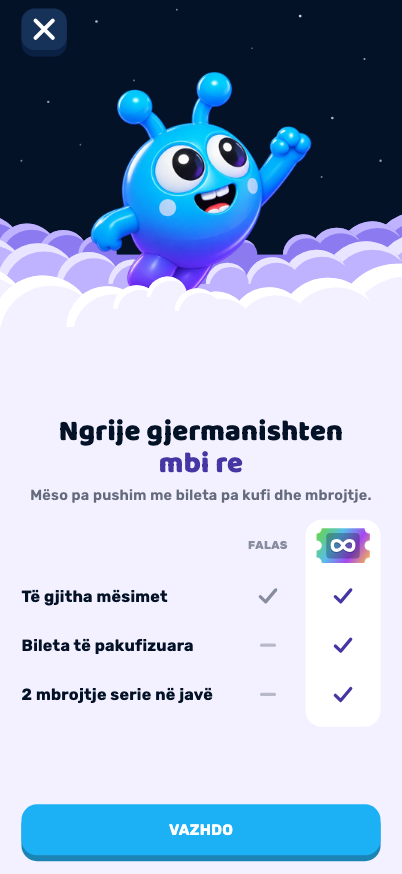 Ngrije gjermanishten
mbi re
Mëso pa pushim me bileta pa kufi dhe mbrojtje.
FALAS
Të gjitha mësimet
Bileta të pakufizuara
2 mbrojtje serie në javë
VAZHDO